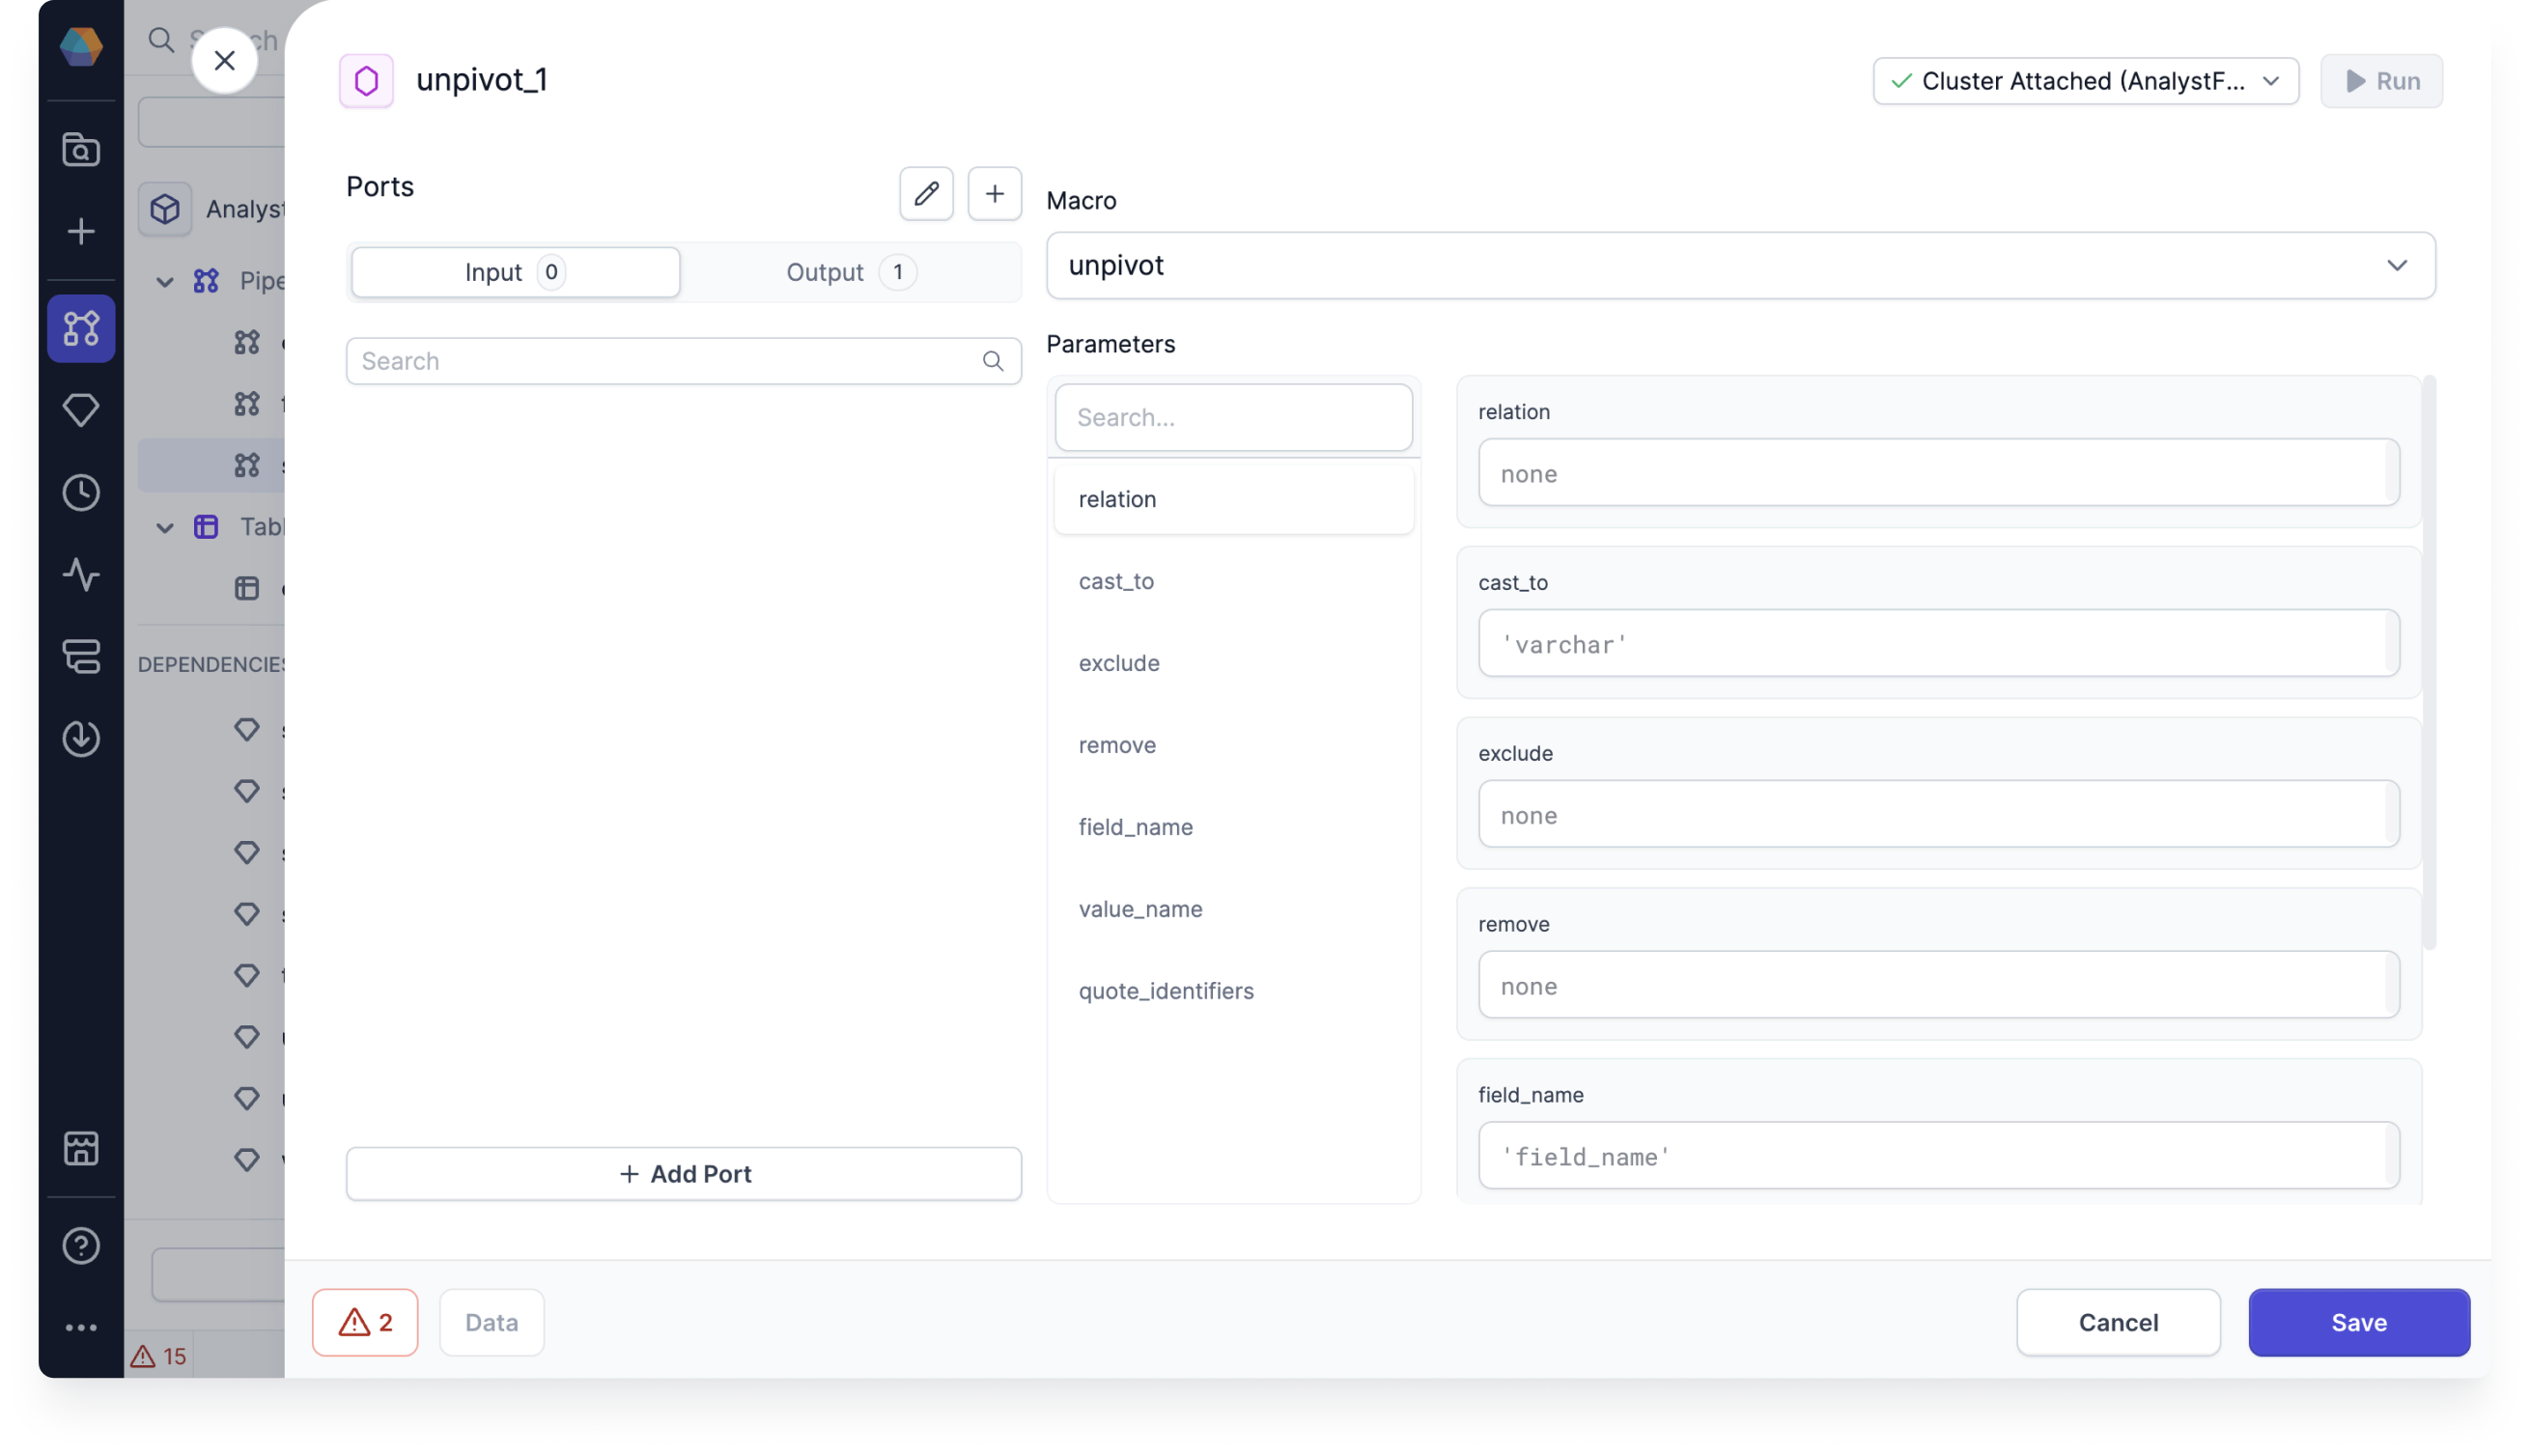 unpivot_1
Cluster Attached (AnalystF...
Run
Analyst
Pipe
Tabl
DEPENDENCIES
15
Ports
Input 0
Output 1
Search
Add Port
Macro
unpivot
Parameters
Search...
relation
cast_to
exclude
remove
field_name
value_name
quote_identifiers
relation
none
cast_to
'varchar'
exclude
none
remove
none
field_name
'field_name'
2
Data
Cancel
Save